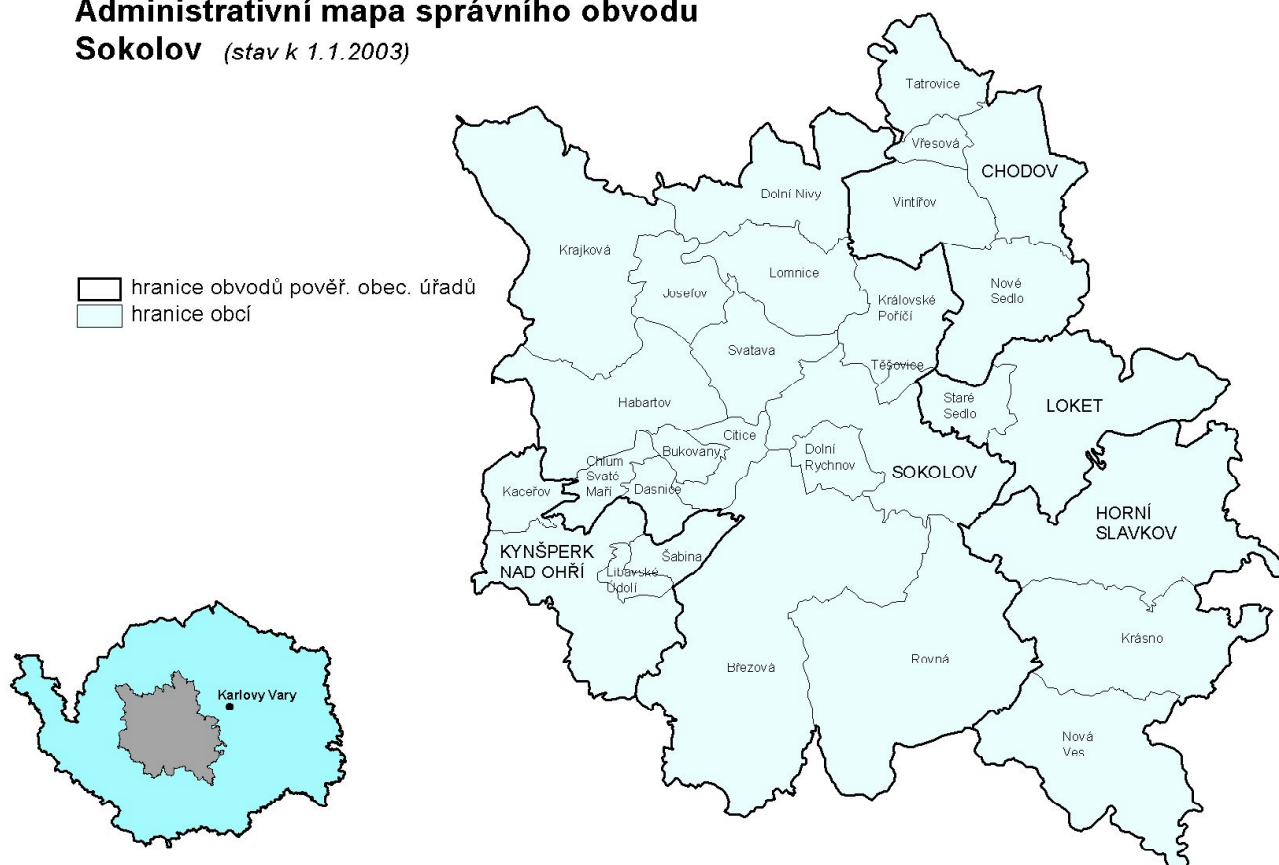 Administrativní mapa správního obvodu
Sokolov (stav k 1.1.2003)
hranice obvodů pověř. obec. úřadů
hranice obcí
Tatrovice
Vřesová
CHODOV
Dolní Nivy
Vintířov
Krajková
Lomnice
Josefov
Nové
Sedlo
Královské
Poříčí
Svatava
Těšovice
Habartov
Staré
Sedlo
LOKET
Citice
Bukovany
Dolní
Rychnov
Chlum
Svaté
Maří
Dasnice
SOKOLOV
Kaceřov
HORNÍ
SLAVKOV
KYNŠPERK
NAD OHŘÍ
Šabina
Libavské
Údolí
Krásno
Rovná
Březová
Nová
Ves
Karlovy Vary